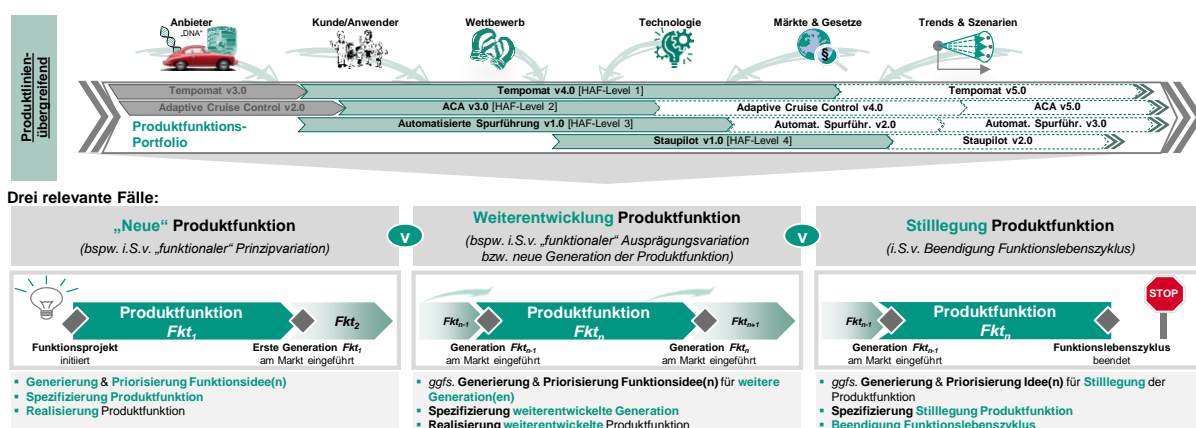 Anbieter
„DNA“
Kunde/Anwender
Wettbewerb
Technologie
Märkte & Gesetze
Trends & Szenarien
§
Produktlinien-
übergreifend
Tempomat v3.0
Tempomat v4.0 [HAF-Level 1]
Tempomat v5.0
Adaptive Cruise Control v2.0
ACA v3.0 [HAF-Level 2]
Adaptive Cruise Control v4.0
ACA v5.0
Produktfunktions-
Portfolio
Automatisierte Spurführung v1.0 [HAF-Level 3]
Automat. Spurführ. v2.0
Automat. Spurführ. v3.0
Staupilot v1.0 [HAF-Level 4]
Staupilot v2.0
Drei relevante Fälle:
„Neue“ Produktfunktion
(bspw. i.S.v. „funktionaler“ Prinzipvariation)
v
Weiterentwicklung Produktfunktion
(bspw. i.S.v. „funktionaler“ Ausprägungsvariation
bzw. neue Generation der Produktfunktion)
v
Stilllegung Produktfunktion
(i.S.v. Beendigung Funktionslebenszyklus)
Produktfunktion
Fkt1
Fkt2
Funktionsprojekt
initiiert
Erste Generation Fkt1
am Markt eingeführt
Fktn-1
Produktfunktion
Fktn
Fktn+1
Generation Fktn-1
am Markt eingeführt
Generation Fktn
am Markt eingeführt
Fktn-1
Produktfunktion
Fktn
STOP
Generation Fktn-1
am Markt eingeführt
Funktionslebenszyklus
beendet
▪ Generierung & Priorisierung Funktionsidee(n)
▪ Spezifizierung Produktfunktion
▪ Realisierung Produktfunktion
▪ ggfs. Generierung & Priorisierung Funktionsidee(n) für weitere
Generation(en)
▪ Spezifizierung weiterentwickelte Generation
▪ Realisierung weiterentwickelte Produktfunktion
▪ ggfs. Generierung & Priorisierung Idee(n) für Stilllegung der
Produktfunktion
▪ Spezifizierung Stilllegung Produktfunktion
▪ Beendigung Funktionslebenszyklus